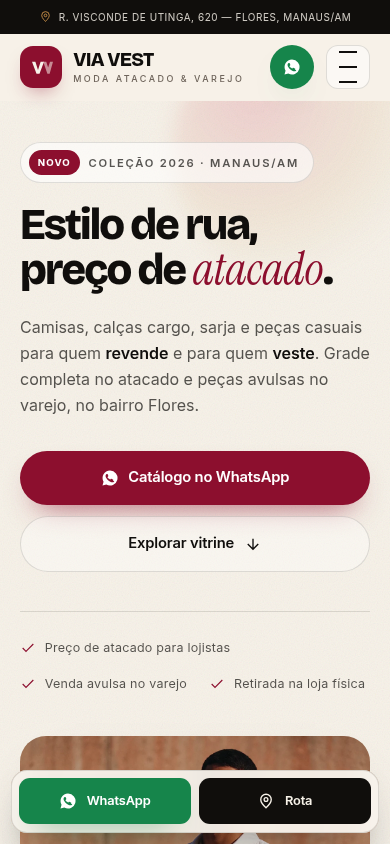 R. VISCONDE DE UTINGA, 620 — FLORES, MANAUS/AM
VV
VIA VEST
MODA ATACADO & VAREJO
NOVO COLEÇÃO 2026 · MANAUS/AM
Estilo de rua,
preço de atacado.
Camisas, calças cargo, sarja e peças casuais
para quem revende e para quem veste. Grade
completa no atacado e peças avulsas no
varejo, no bairro Flores.
Catálogo no WhatsApp
Explorar vitrine
Preço de atacado para lojistas
Venda avulsa no varejo Retirada na loja física
WhatsApp Rota